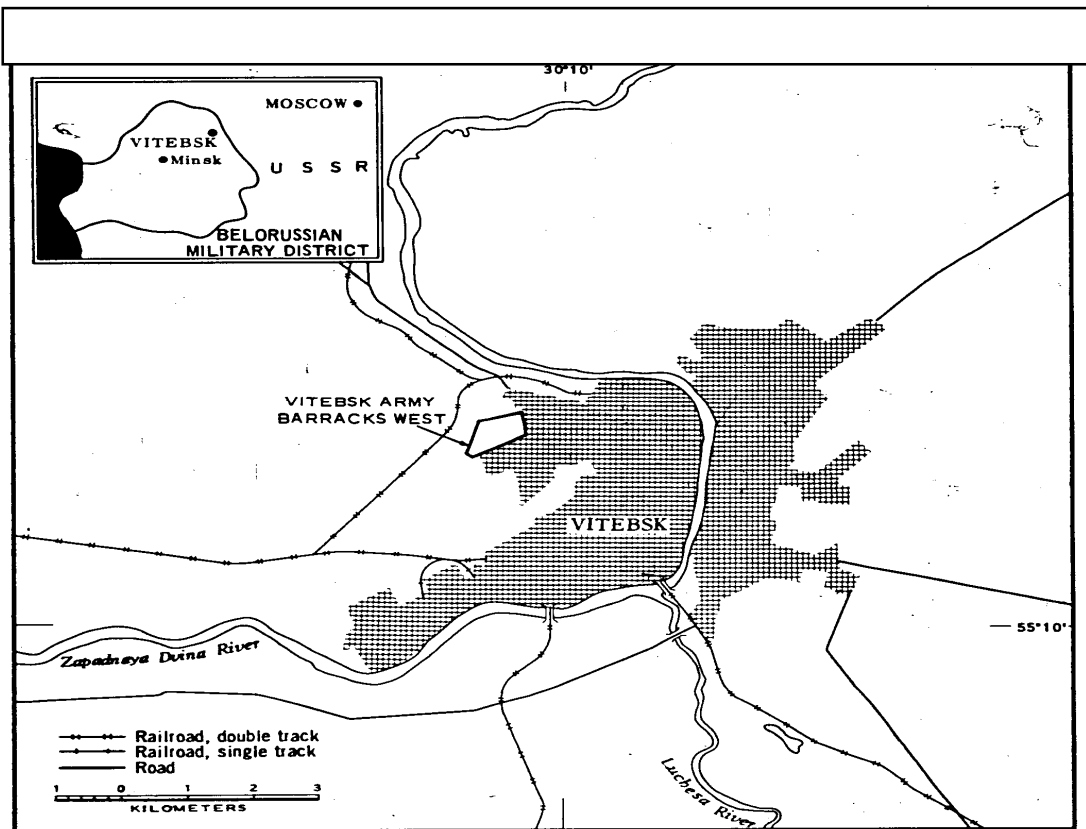 30°10'
MOSCOW
VITEBSK
Minsk
U S S R
BELORUSSIAN
MILITARY DISTRICT
VITEBSK ARMY
BARRACKS WEST
VITEBSK
55°10'
Zapadnaya Dvina River
Luchesa River
Railroad, double track
Railroad, single track
Road
1 0 1 2 3
KILOMETERS